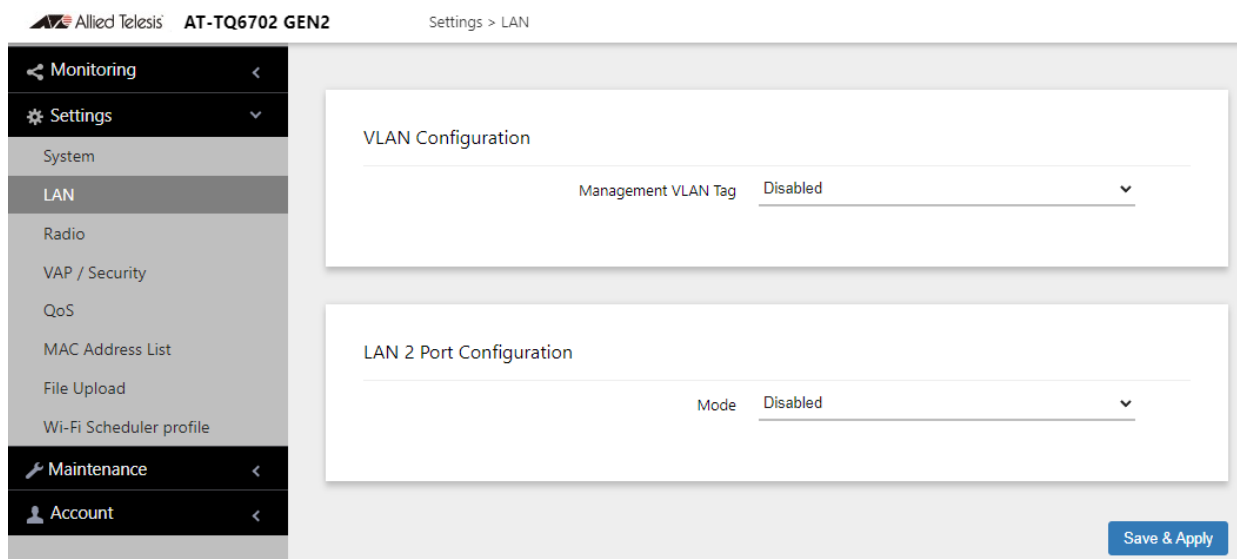 Allied Telesis AT-TQ6702 GEN2 Settings > LAN
Monitoring
Settings
System
LAN
Radio
VAP / Security
QoS
MAC Address List
File Upload
Wi-Fi Scheduler profile
Maintenance
Account
VLAN Configuration
Management VLAN Tag Disabled
LAN 2 Port Configuration
Mode Disabled
Save & Apply